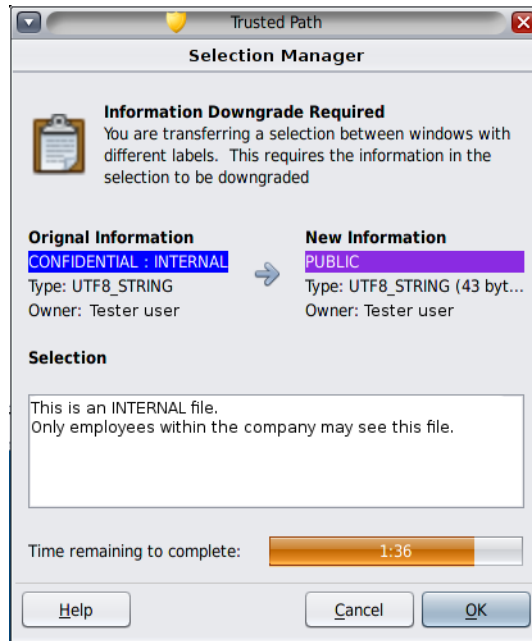 Trusted Path
Selection Manager
Information Downgrade Required
You are transferring a selection between windows with
different labels.  This requires the information in the
selection to be downgraded
Orignal Information
CONFIDENTIAL : INTERNAL
Type: UTF8_STRING
Owner: Tester user
New Information
PUBLIC
Type: UTF8_STRING (43 byt...
Owner: Tester user
Selection
This is an INTERNAL file.
Only employees within the company may see this file.
Time remaining to complete:
1:36
Help
Cancel
OK